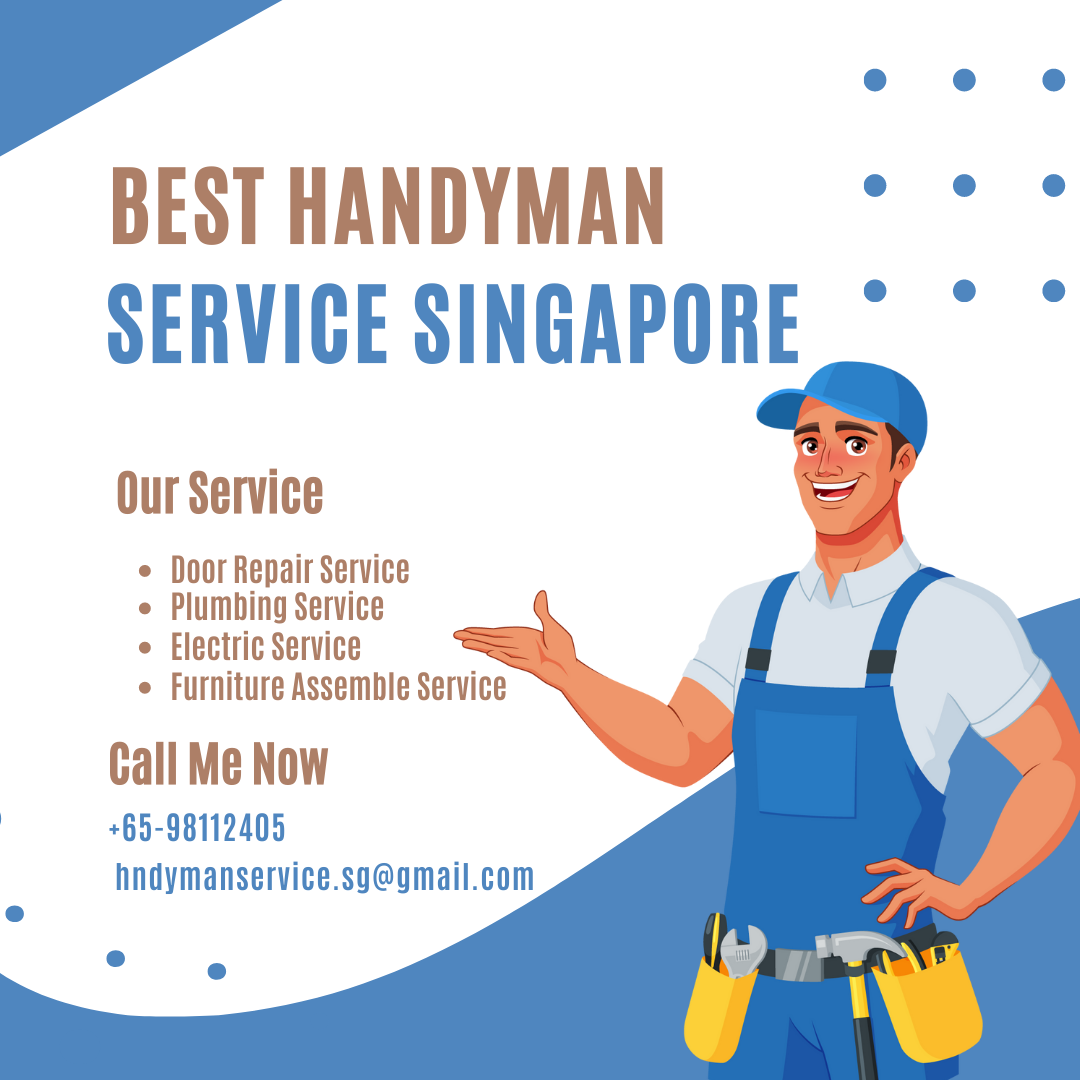 BEST HANDYMAN
SERVICE SINGAPORE
Our Service
• Door Repair Service
• Plumbing Service
• Electric Service
• Furniture Assemble Service
Call Me Now
+65-98112405
hndymanservice.sg@gmail.com